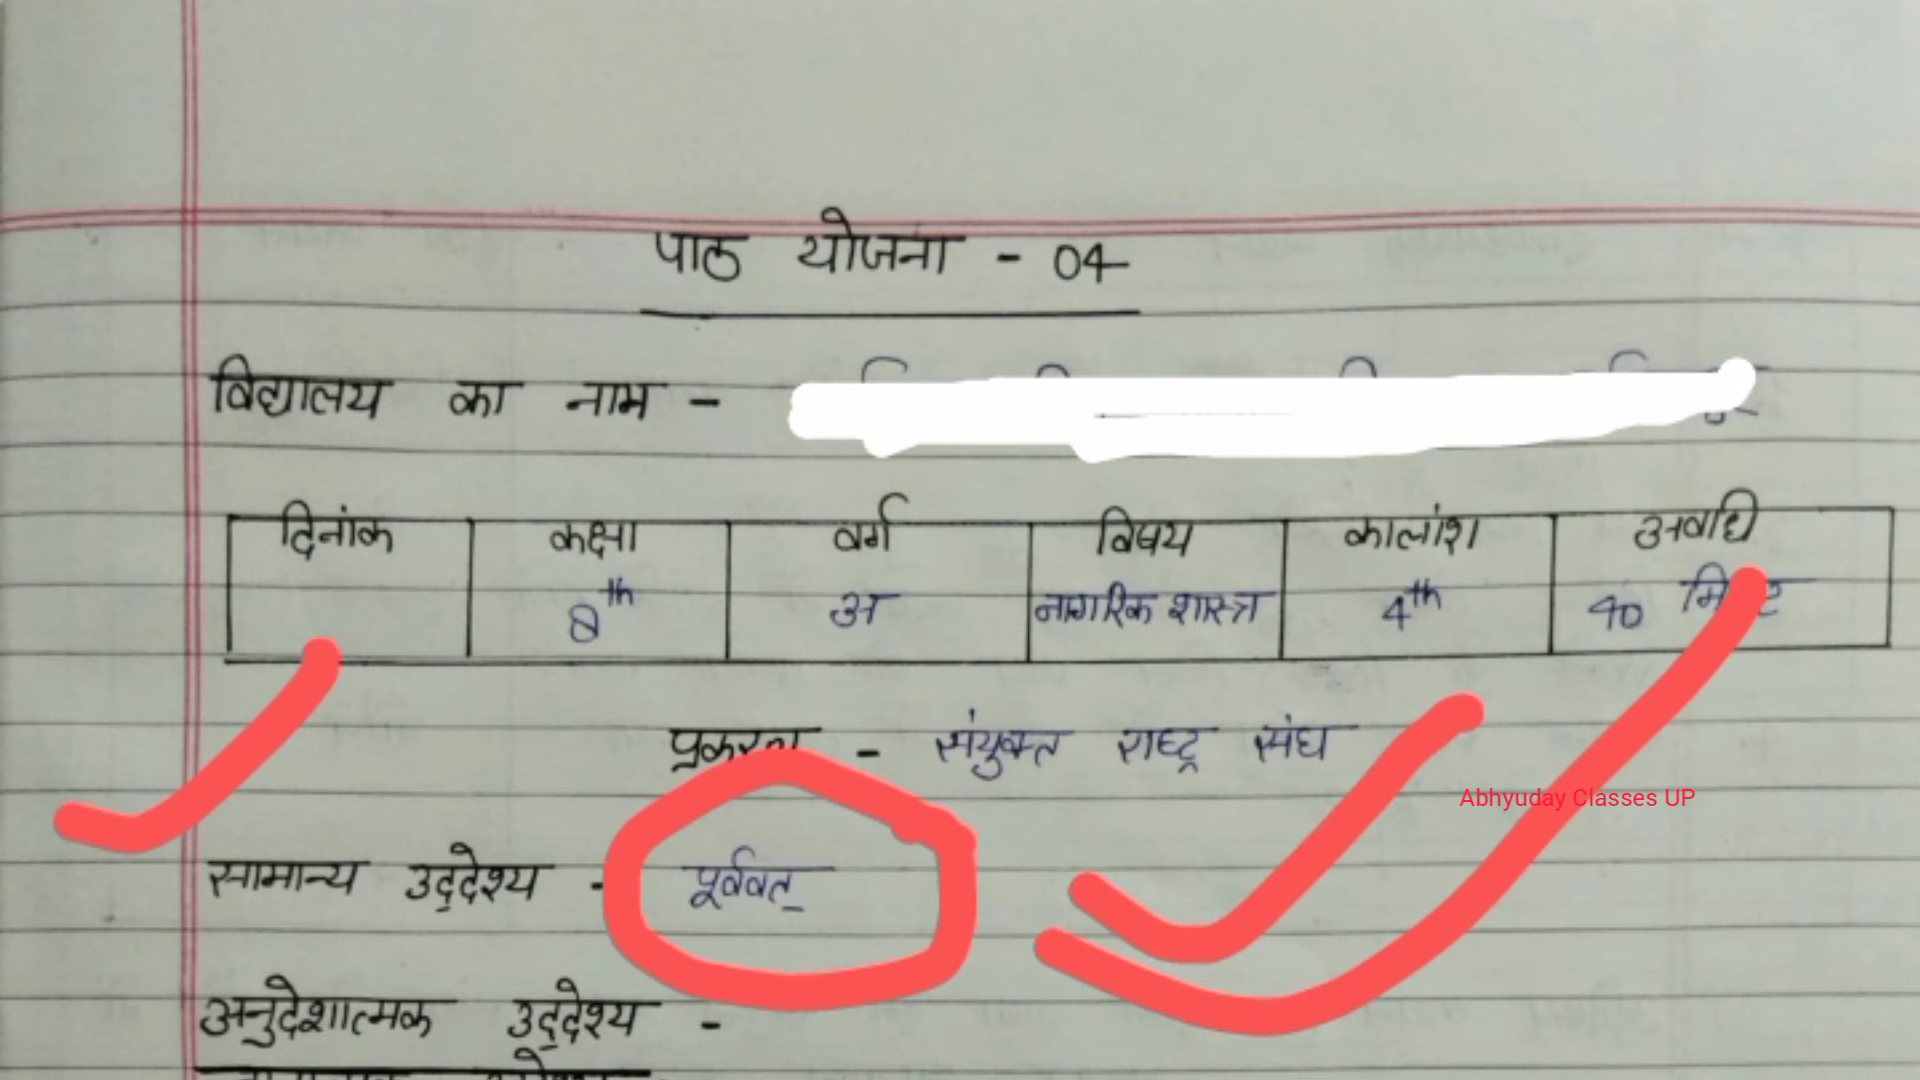 पाठ योजना - 04
विद्यालय का नाम -
दिनांक कक्षा वर्ग विषय कालांश अवधि
8th अ नागरिक शास्त्र 4th 40
प्रकरण - संयुक्त राष्ट्र संघ
Abhyuday Classes UP
सामान्य उद्देश्य - पूर्ववत्
अनुदेशात्मक उद्देश्य -